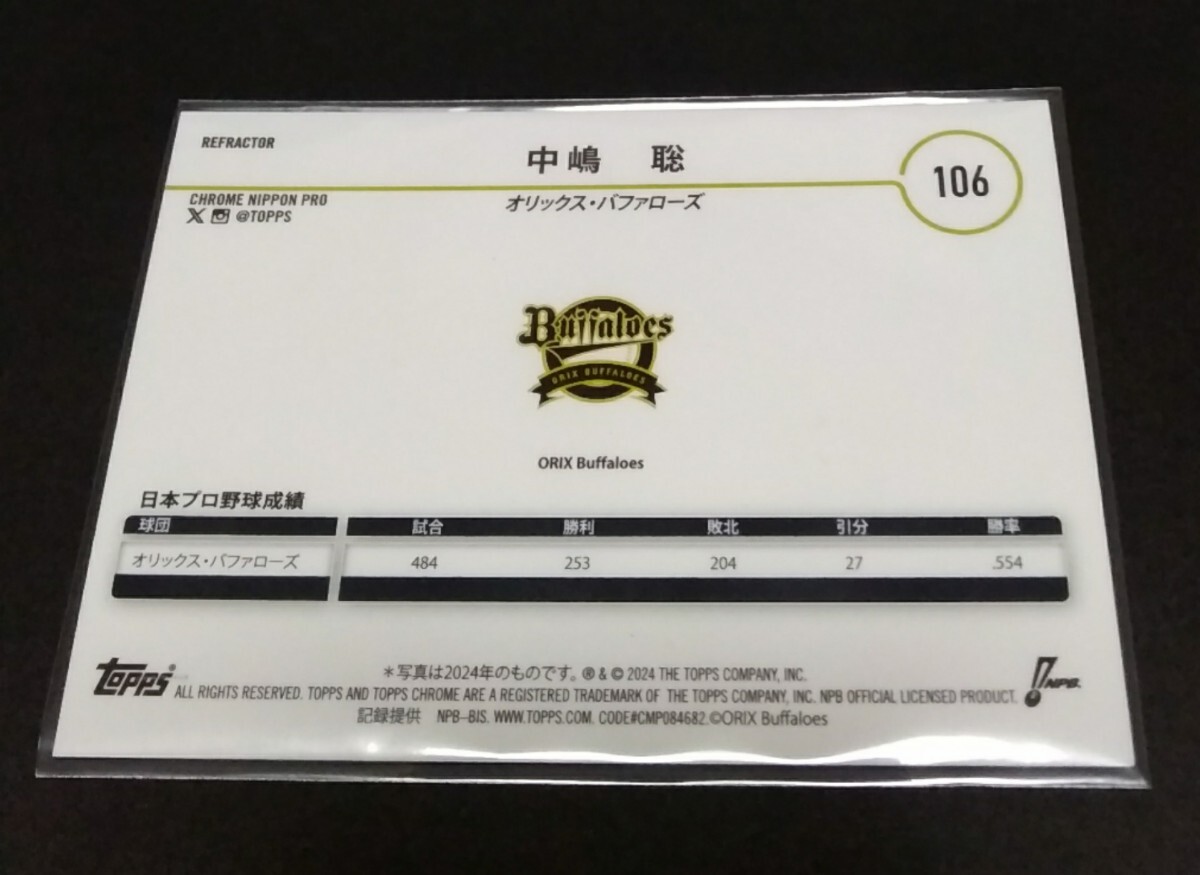 REFRACTOR
中嶋 聡
106
CHROME NIPPON PRO
@TOPPS
オリックス・バファローズ
Buffaloes
ORIX BUFFALOES
ORIX Buffaloes
日本プロ野球成績
球団 試合 勝利 敗北 引分 勝率
オリックス・バファローズ 484 253 204 27 .554
topps
＊写真は2024年のものです。®&© 2024 THE TOPPS COMPANY, INC.
ALL RIGHTS RESERVED. TOPPS AND TOPPS CHROME ARE A REGISTERED TRADEMARK OF THE TOPPS COMPANY, INC. NPB OFFICIAL LICENSED PRODUCT.
記録提供 NPB-BIS. WWW.TOPPS.COM. CODE#CMP084682.©ORIX Buffaloes
NPB